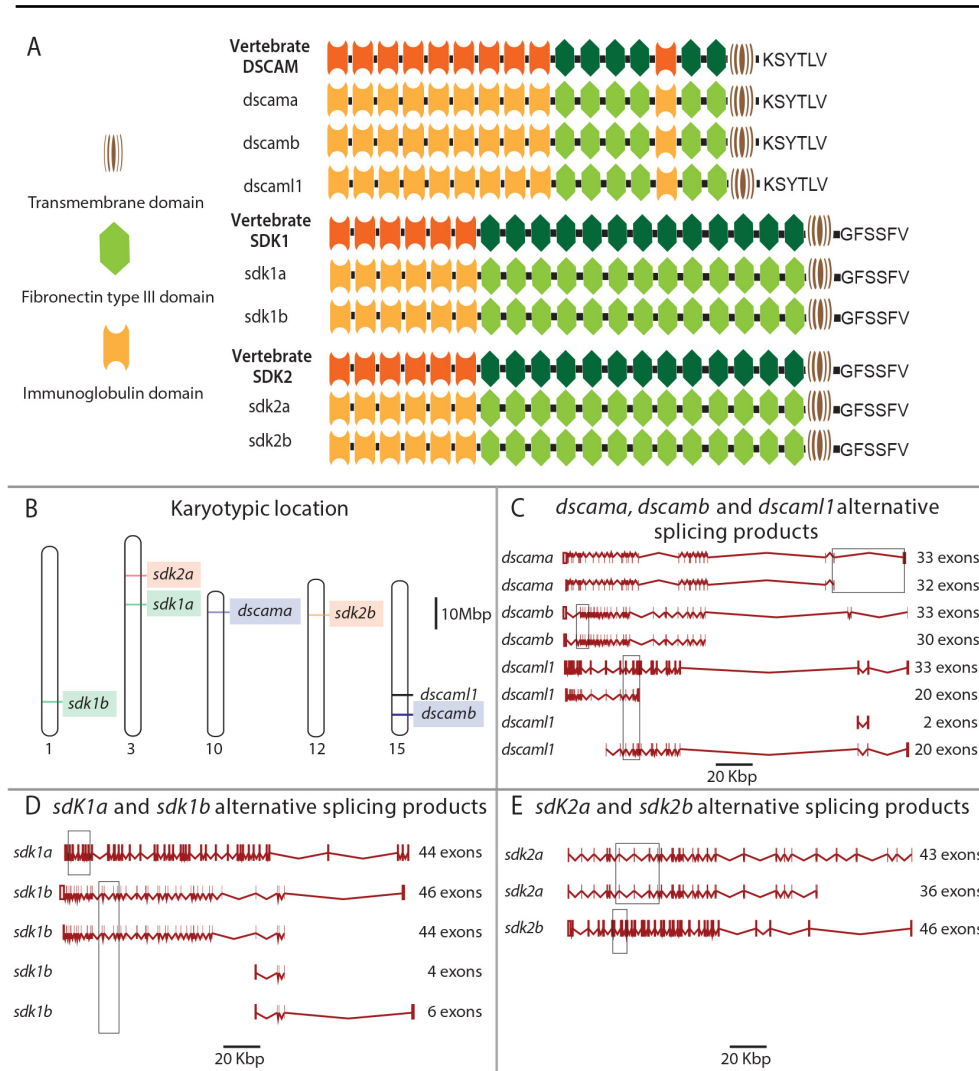 A
Vertebrate
DSCAM
KSYTLV
dscama
KSYTLV
dscamb
KSYTLV
dscaml1
KSYTLV
Transmembrane domain
Fibronectin type III domain
Immunoglobulin domain
Vertebrate
SDK1
GFSSFV
sdk1a
GFSSFV
sdk1b
GFSSFV
Vertebrate
SDK2
GFSSFV
sdk2a
GFSSFV
sdk2b
GFSSFV
B
Karyotypic location
sdk2a
sdk1a
dscama
sdk2b
10Mbp
sdk1b
dscaml1
dscamb
1
3
10
12
15
C
dscama, dscamb and dscaml1 alternative
splicing products
dscama 33 exons
dscama 32 exons
dscamb 33 exons
dscamb 30 exons
dscaml1 33 exons
dscaml1 20 exons
dscaml1 2 exons
dscaml1 20 exons
20 Kbp
D
sdK1a and sdk1b alternative splicing products
sdk1a 44 exons
sdk1b 46 exons
sdk1b 44 exons
sdk1b 4 exons
sdk1b 6 exons
20 Kbp
E
sdK2a and sdk2b alternative splicing products
sdk2a 43 exons
sdk2a 36 exons
sdk2b 46 exons
20 Kbp